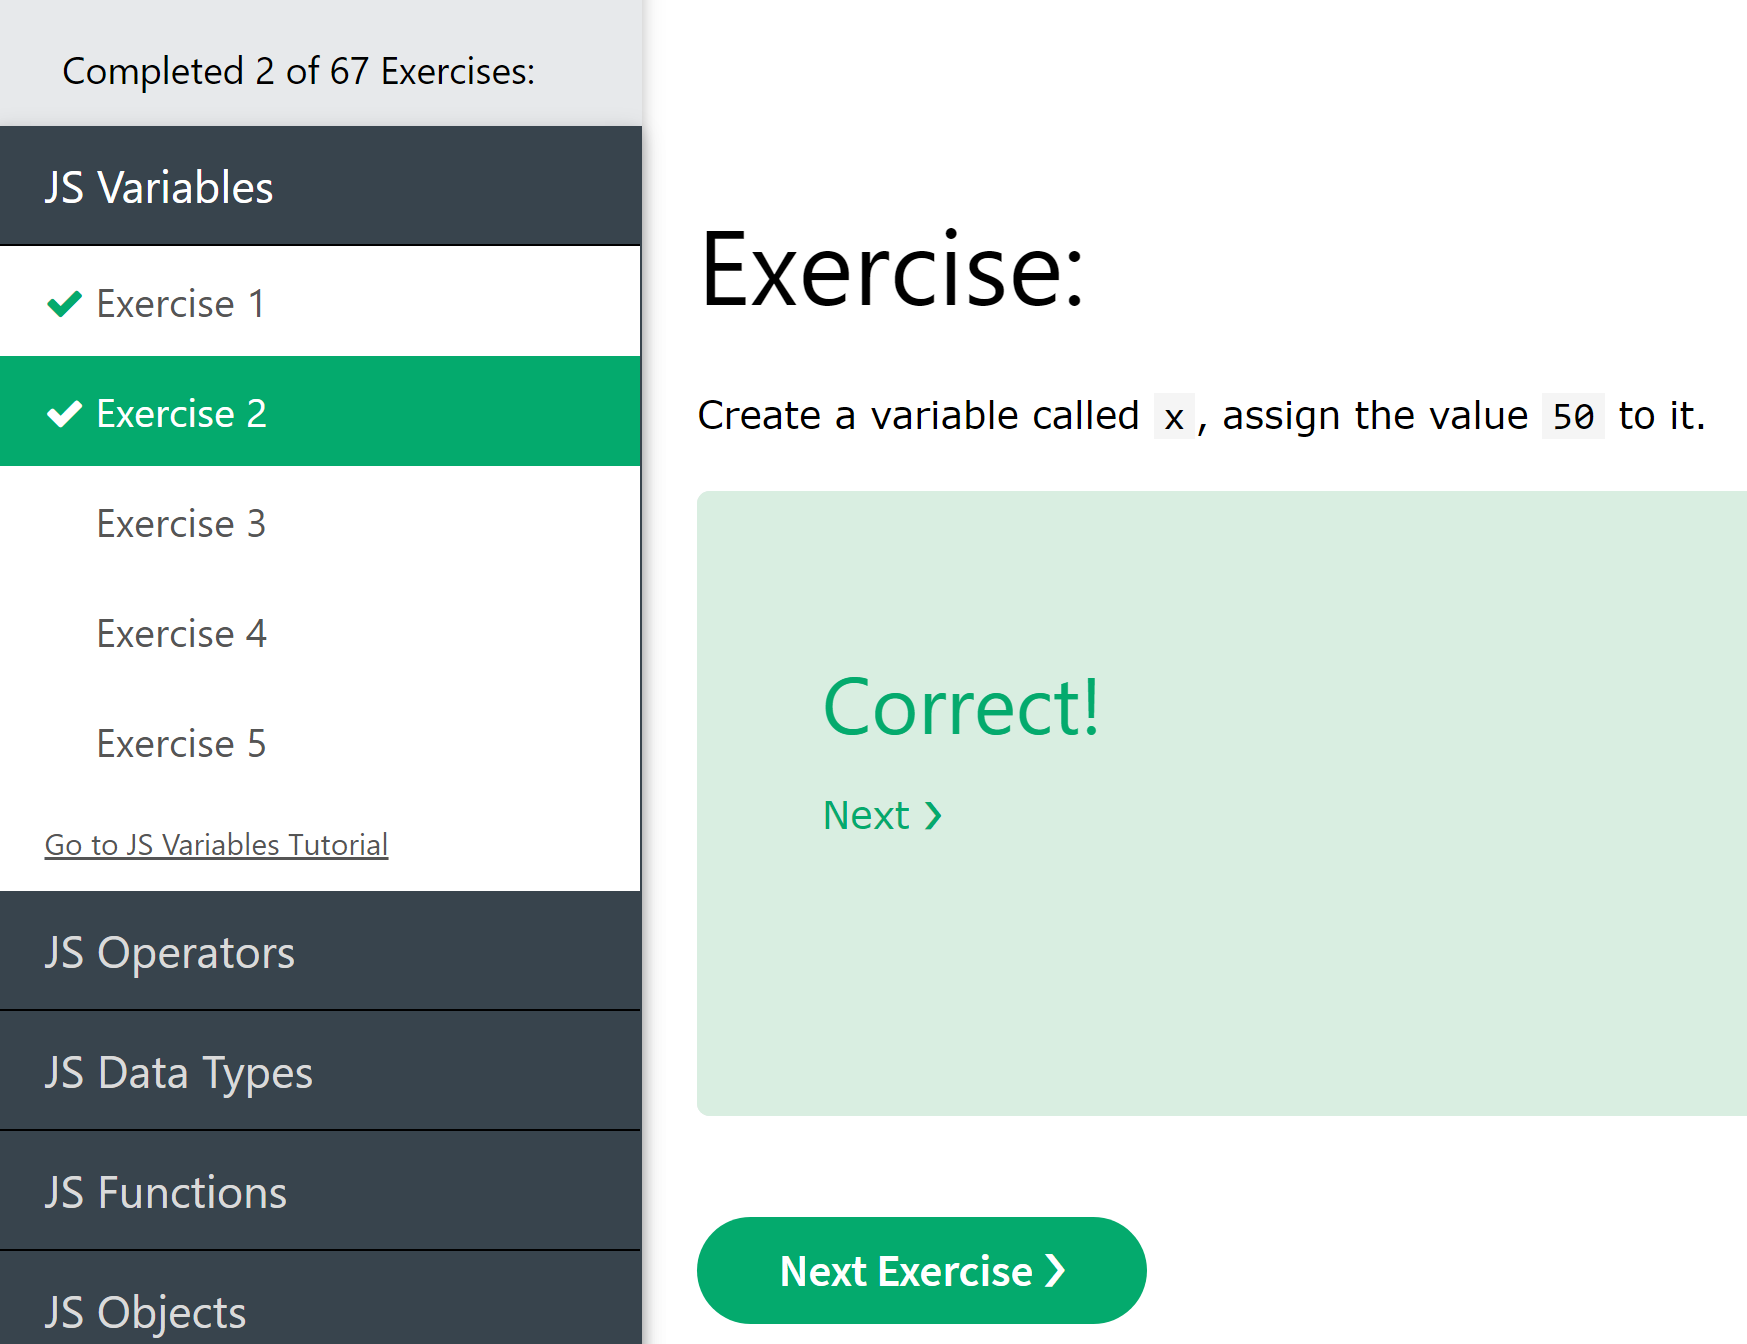 Completed 2 of 67 Exercises:
JS Variables
Exercise 1
Exercise 2
Exercise 3
Exercise 4
Exercise 5
Go to JS Variables Tutorial
JS Operators
JS Data Types
JS Functions
JS Objects
Exercise:
Create a variable called x, assign the value 50 to it.
Correct!
Next ❯
Next Exercise ❯